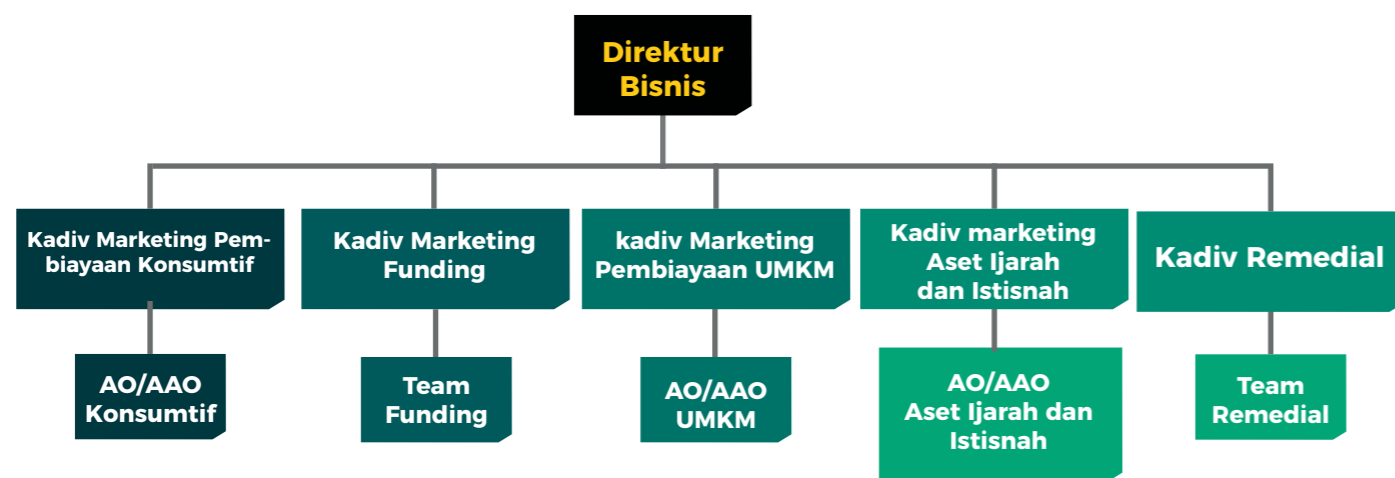 Direktur
Bisnis
Kadiv Marketing Pem-
biayaan Konsumtif
Kadiv Marketing
Funding
kadiv Marketing
Pembiayaan UMKM
Kadiv marketing
Aset Ijarah
dan Istisnah
Kadiv Remedial
AO/AAO
Konsumtif
Team
Funding
AO/AAO
UMKM
AO/AAO
Aset Ijarah dan
Istisnah
Team
Remedial